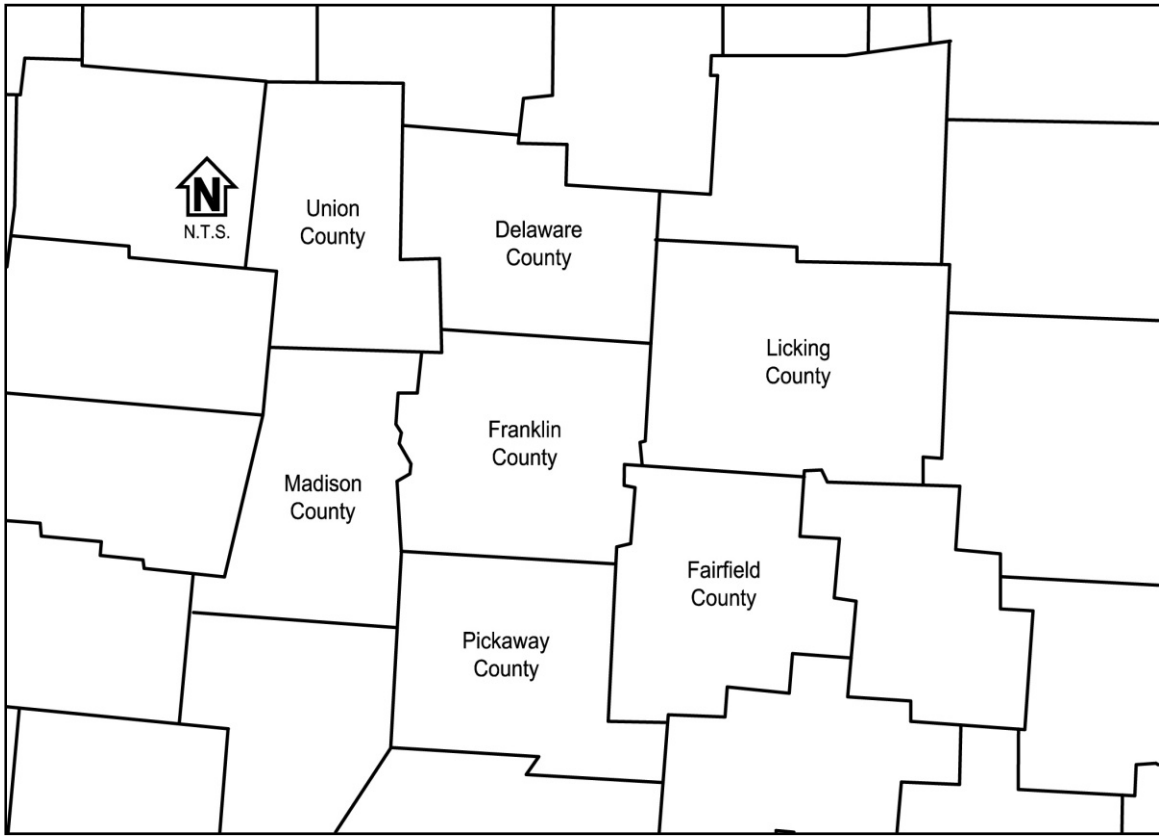 N
N.T.S.
Union
County
Delaware
County
Licking
County
Franklin
County
Madison
County
Fairfield
County
Pickaway
County